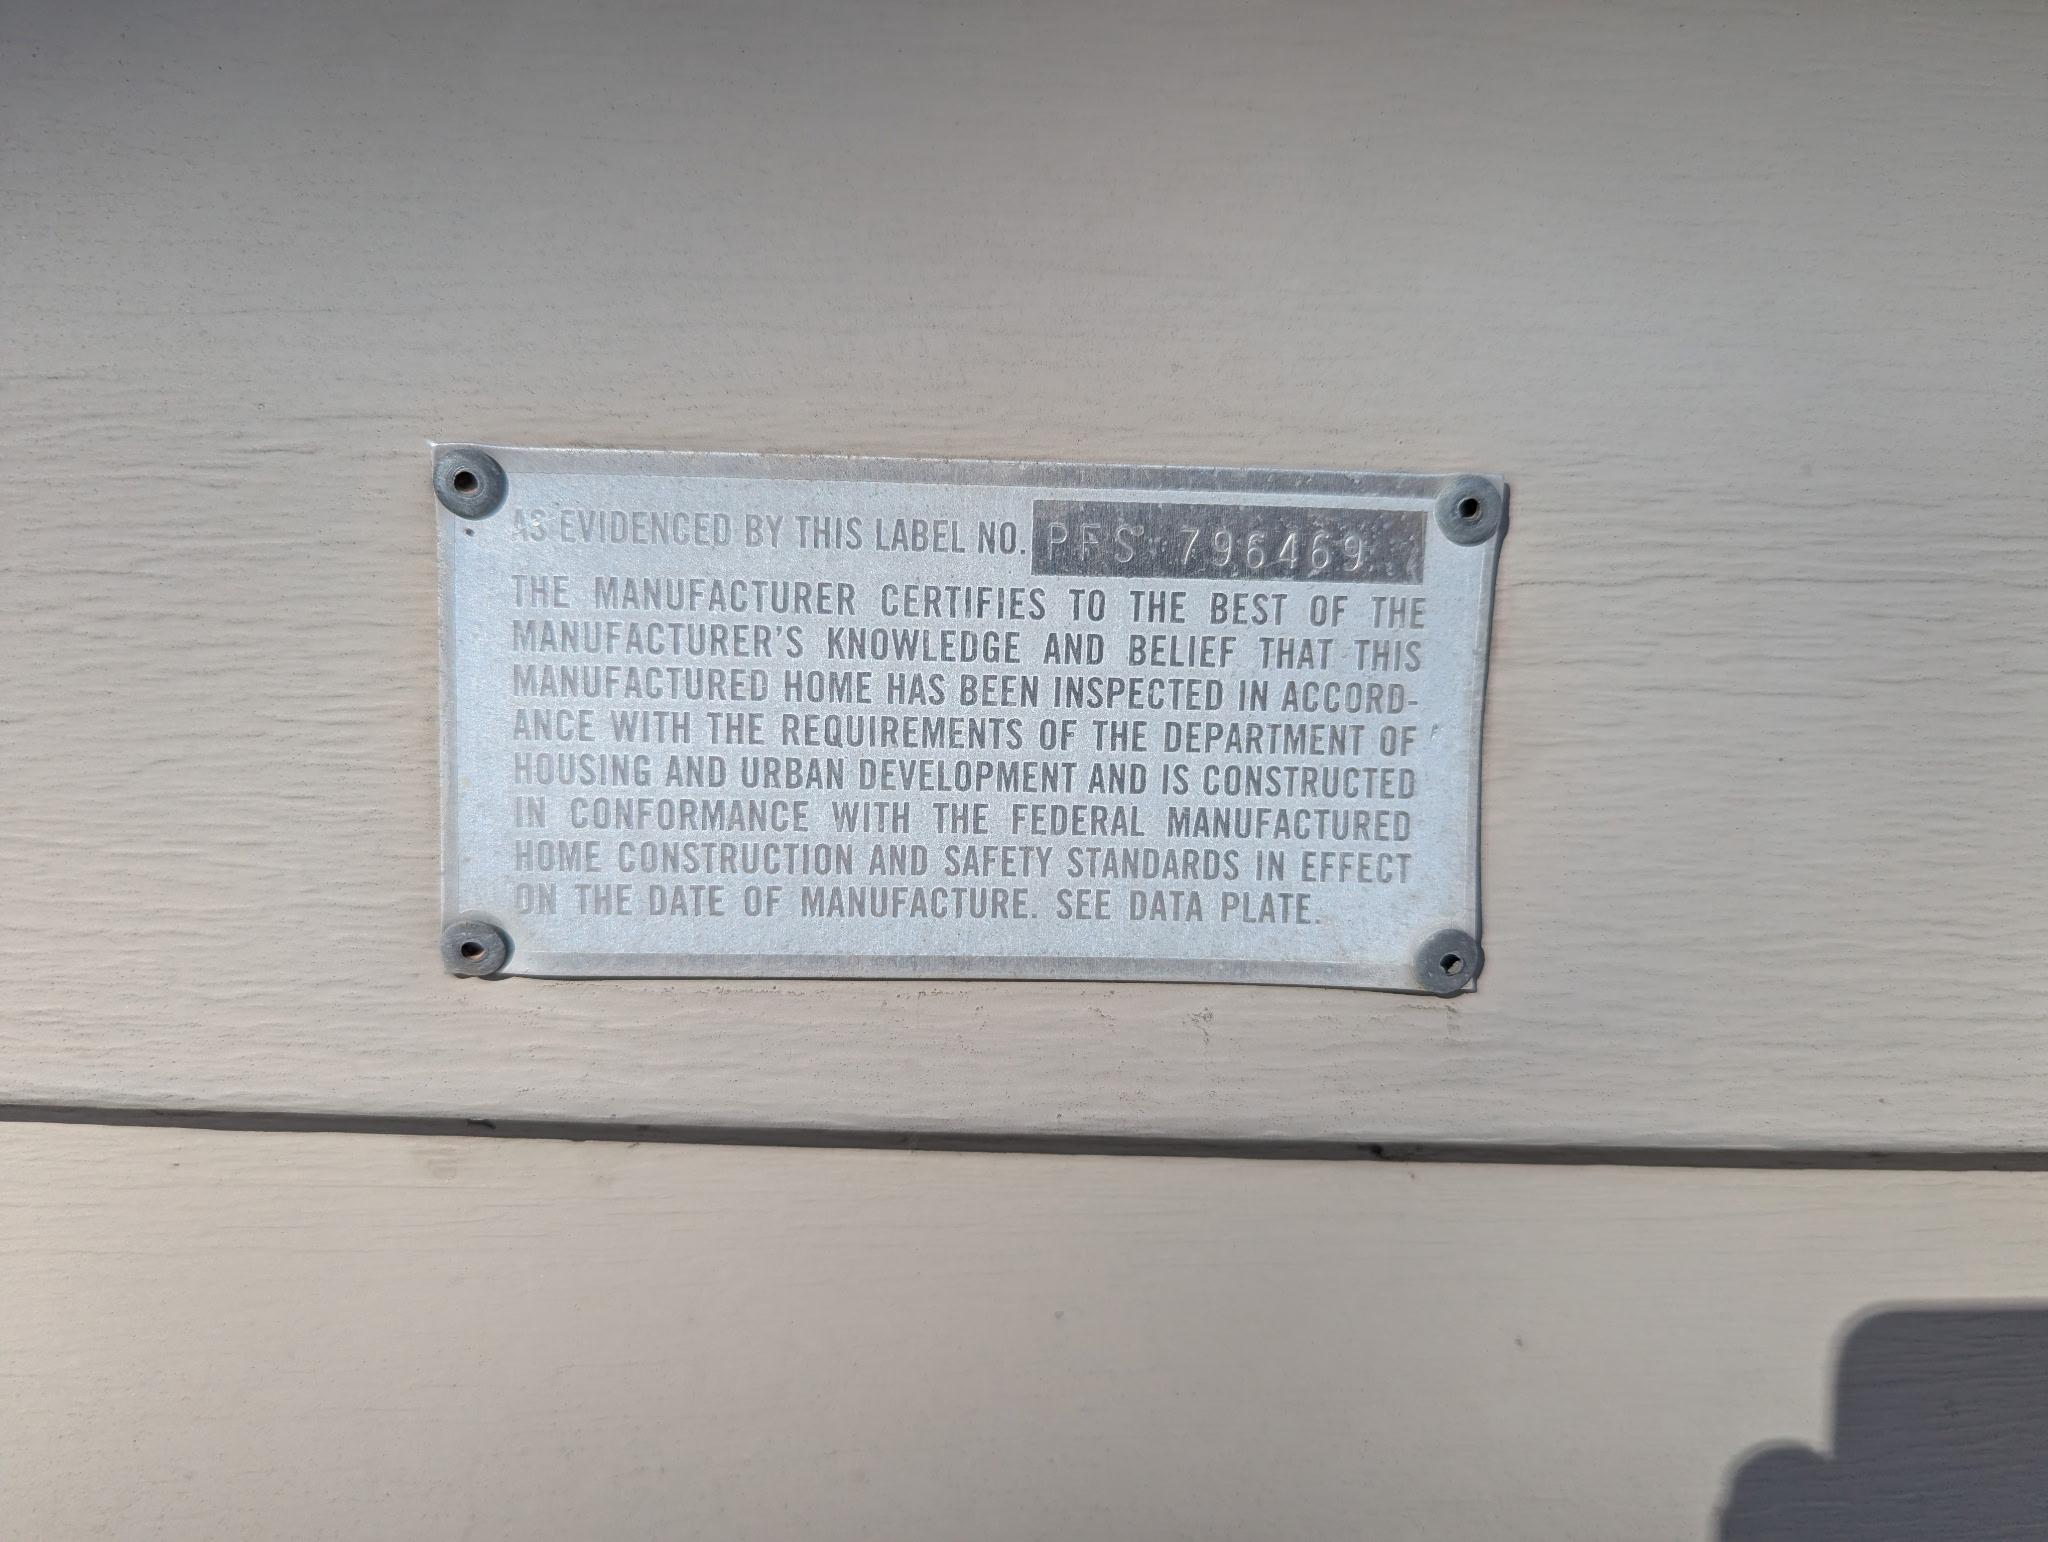 AS EVIDENCED BY THIS LABEL NO. PFS 796469
THE MANUFACTURER CERTIFIES TO THE BEST OF THE
MANUFACTURER'S KNOWLEDGE AND BELIEF THAT THIS
MANUFACTURED HOME HAS BEEN INSPECTED IN ACCORD-
ANCE WITH THE REQUIREMENTS OF THE DEPARTMENT OF
HOUSING AND URBAN DEVELOPMENT AND IS CONSTRUCTED
IN CONFORMANCE WITH THE FEDERAL MANUFACTURED
HOME CONSTRUCTION AND SAFETY STANDARDS IN EFFECT
ON THE DATE OF MANUFACTURE. SEE DATA PLATE.